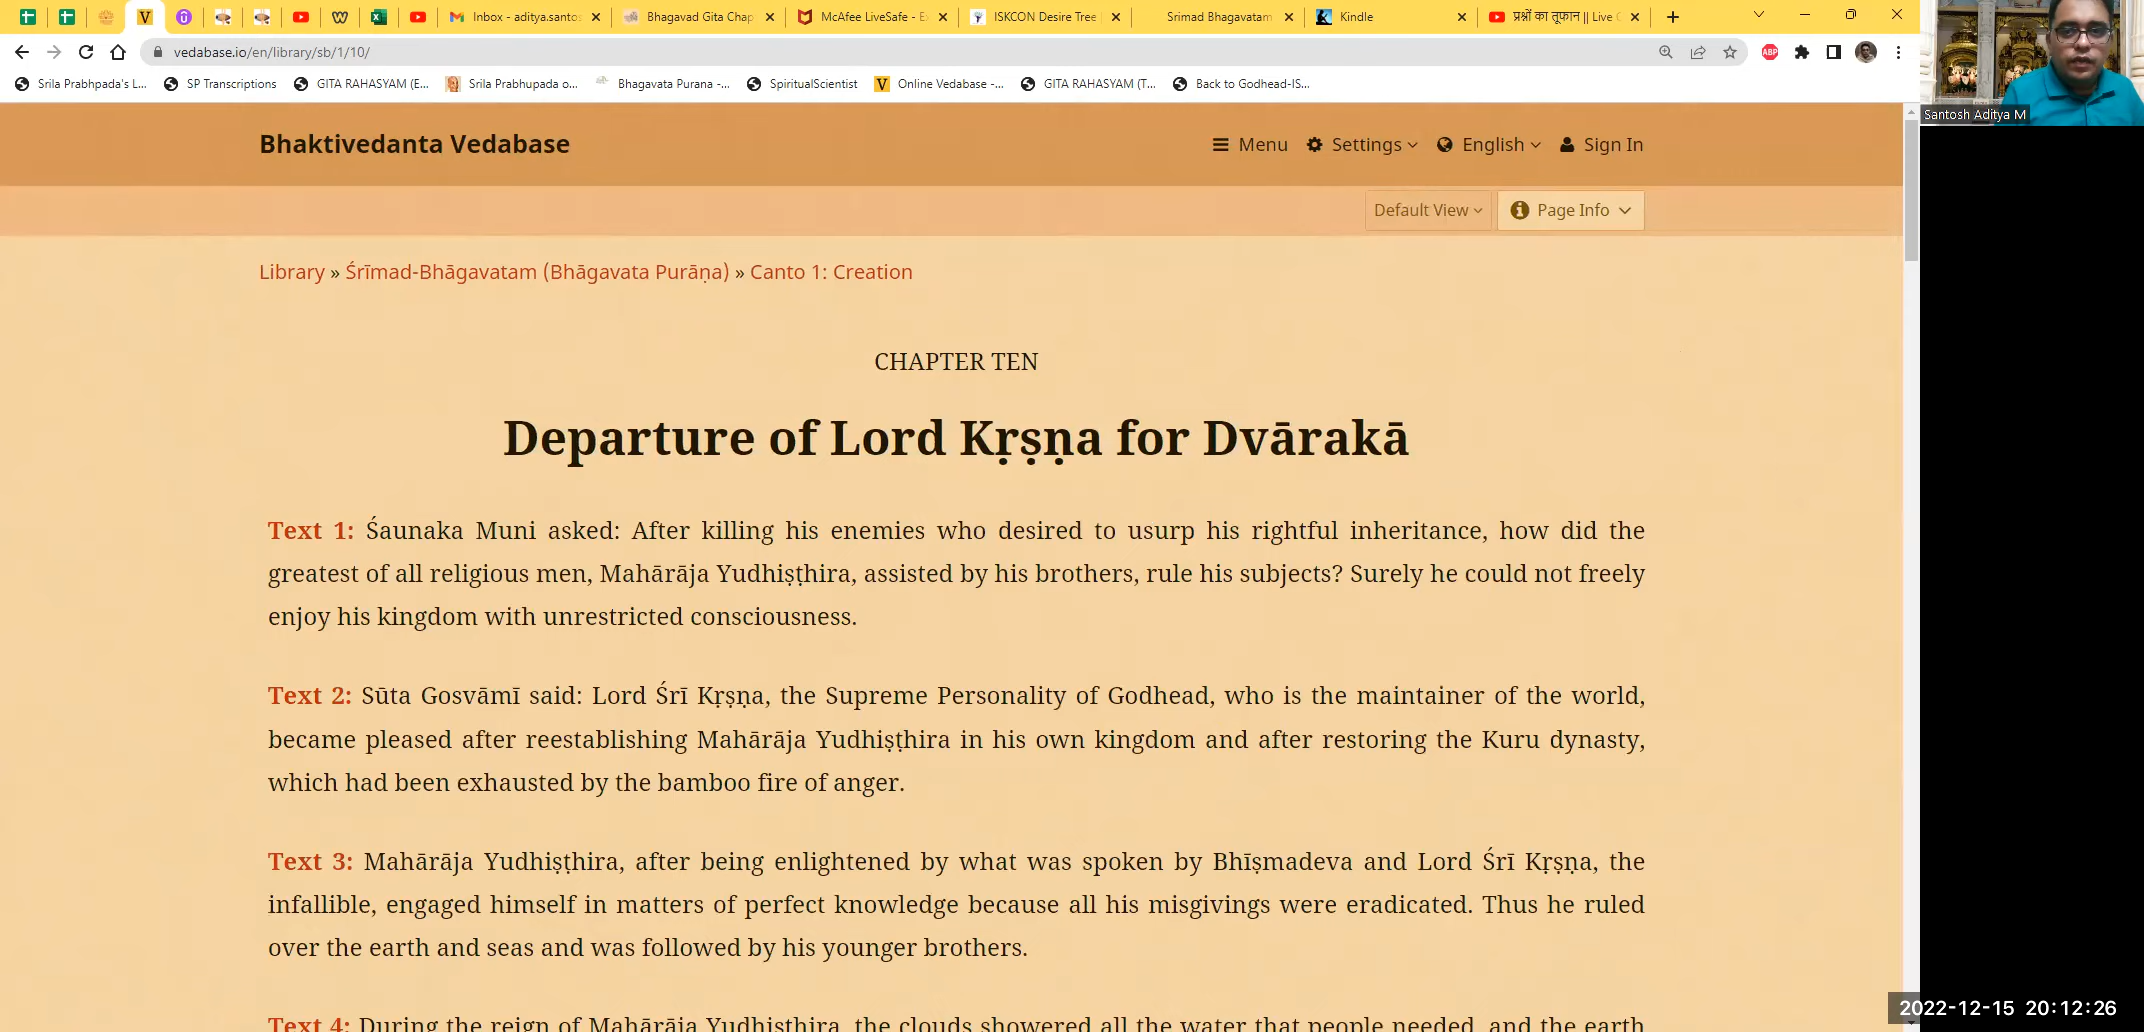 Inbox - aditya.santos
Bhagavad Gita Chap
McAfee LiveSafe - E
ISKCON Desire Tree
Srimad Bhagavatam
Kindle
प्रश्नों का तूफान || Live
vedabase.io/en/library/sb/1/10/
ABP
Srila Prabhpada's L...
SP Transcriptions
GITA RAHASYAM (E...
Srila Prabhupada o...
Bhagavata Purana -...
SpiritualScientist
V
Online Vedabase -...
GITA RAHASYAM (T...
Back to Godhead-IS...
Santosh Aditya M
Bhaktivedanta Vedabase
Menu Settings English Sign In
Default View Page Info
Library » Śrīmad-Bhāgavatam (Bhāgavata Purāṇa) » Canto 1: Creation
CHAPTER TEN
Departure of Lord Kṛṣṇa for Dvārakā
Text 1: Śaunaka Muni asked: After killing his enemies who desired to usurp his rightful inheritance, how did the
greatest of all religious men, Mahārāja Yudhiṣṭhira, assisted by his brothers, rule his subjects? Surely he could not freely
enjoy his kingdom with unrestricted consciousness.
Text 2: Sūta Gosvāmī said: Lord Śrī Kṛṣṇa, the Supreme Personality of Godhead, who is the maintainer of the world,
became pleased after reestablishing Mahārāja Yudhiṣṭhira in his own kingdom and after restoring the Kuru dynasty,
which had been exhausted by the bamboo fire of anger.
Text 3: Mahārāja Yudhiṣṭhira, after being enlightened by what was spoken by Bhīṣmadeva and Lord Śrī Kṛṣṇa, the
infallible, engaged himself in matters of perfect knowledge because all his misgivings were eradicated. Thus he ruled
over the earth and seas and was followed by his younger brothers.
Text 4: During the reign of Mahārāja Yudhiṣṭhira, the clouds showered all the water that people needed, and the earth
2022-12-15 20:12:26